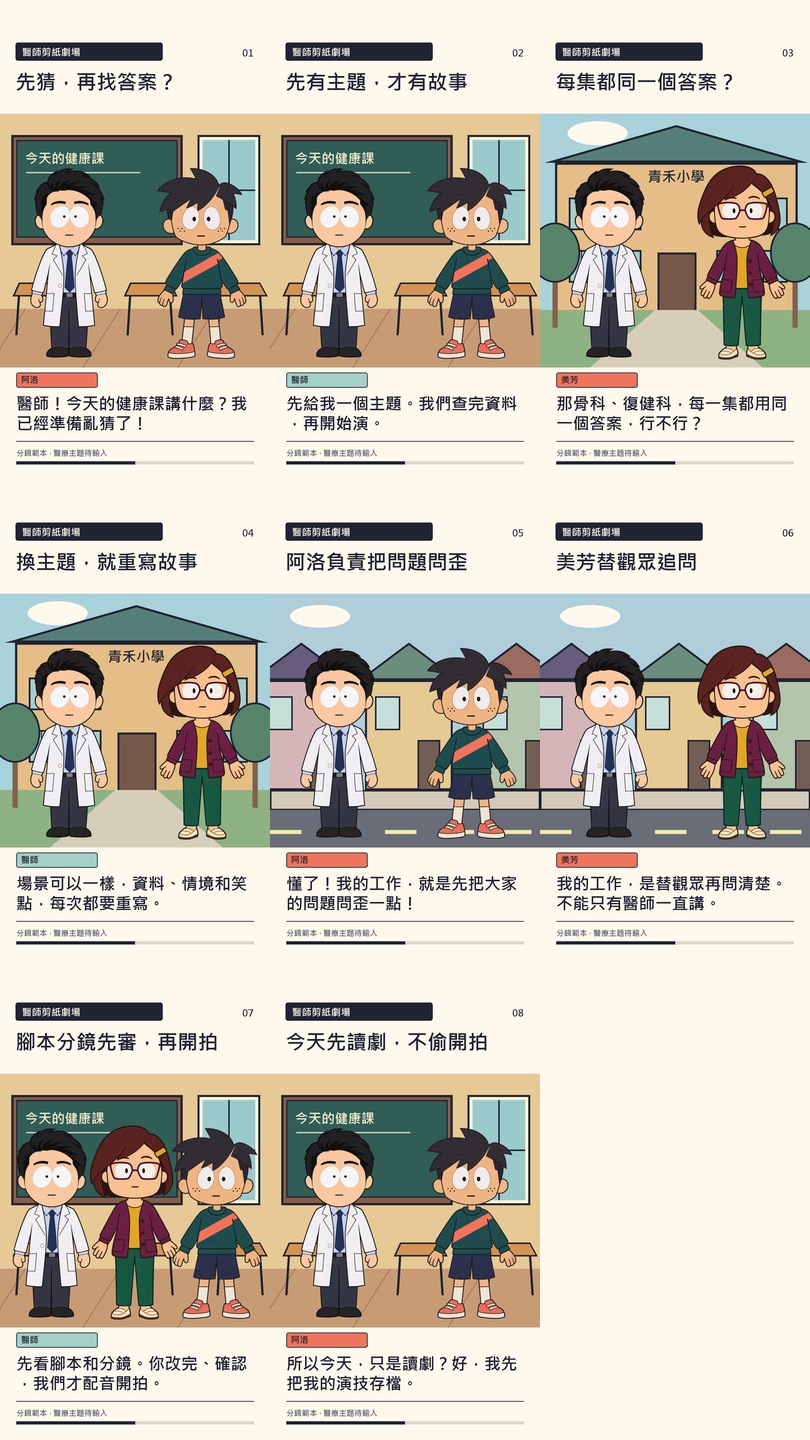 醫師剪紙劇場
01
先猜，再找答案？
今天的健康課
阿洛
醫師！今天的健康課講什麼？我
已經準備亂猜了！
分鏡範本·醫療主題待輸入
醫師剪紙劇場
02
先有主題，才有故事
今天的健康課
醫師
先給我一個主題。我們查完資料
，再開始演。
分鏡範本·醫療主題待輸入
醫師剪紙劇場
03
每集都同一個答案？
青禾小學
美芳
那骨科、復健科，每一集都用同
一個答案，行不行？
分鏡範本·醫療主題待輸入
醫師剪紙劇場
04
換主題，就重寫故事
青禾小學
醫師
場景可以一樣，資料、情境和笑
點，每次都要重寫。
分鏡範本·醫療主題待輸入
醫師剪紙劇場
05
阿洛負責把問題問歪
阿洛
懂了！我的工作，就是先把大家
的問題問歪一點！
分鏡範本·醫療主題待輸入
醫師剪紙劇場
06
美芳替觀眾追問
美芳
我的工作，是替觀眾再問清楚。
不能只有醫師一直講。
分鏡範本·醫療主題待輸入
醫師剪紙劇場
07
腳本分鏡先審，再開拍
今天的健康課
醫師
先看腳本和分鏡。你改完、確認
，我們才配音開拍。
分鏡範本·醫療主題待輸入
醫師剪紙劇場
08
今天先讀劇，不偷開拍
今天的健康課
阿洛
所以今天，只是讀劇？好，我先
把我的演技存檔。
分鏡範本·醫療主題待輸入